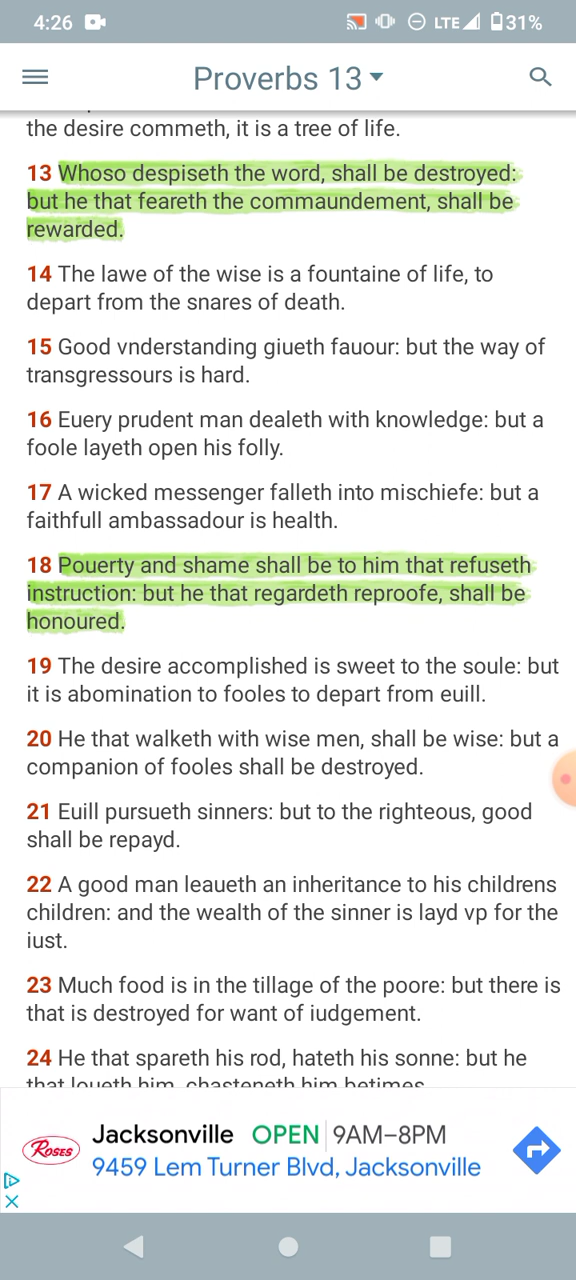 4:26 LTE 31%
Proverbs 13
the desire commeth, it is a tree of life.
13 Whoso despiseth the word, shall be destroyed:
but he that feareth the commaundement, shall be
rewarded.
14 The lawe of the wise is a fountaine of life, to
depart from the snares of death.
15 Good vnderstanding giueth fauour: but the way of
transgressours is hard.
16 Euery prudent man dealeth with knowledge: but a
foole layeth open his folly.
17 A wicked messenger falleth into mischiefe: but a
faithfull ambassadour is health.
18 Pouerty and shame shall be to him that refuseth
instruction: but he that regardeth reproofe, shall be
honoured.
19 The desire accomplished is sweet to the soule: but
it is abomination to fooles to depart from euill.
20 He that walketh with wise men, shall be wise: but a
companion of fooles shall be destroyed.
21 Euill pursueth sinners: but to the righteous, good
shall be repayd.
22 A good man leaueth an inheritance to his childrens
children: and the wealth of the sinner is layd vp for the
iust.
23 Much food is in the tillage of the poore: but there is
that is destroyed for want of iudgement.
24 He that spareth his rod, hateth his sonne: but he
that loueth him, chasteneth him betimes.
ROSES
Jacksonville OPEN 9AM–8PM
9459 Lem Turner Blvd, Jacksonville